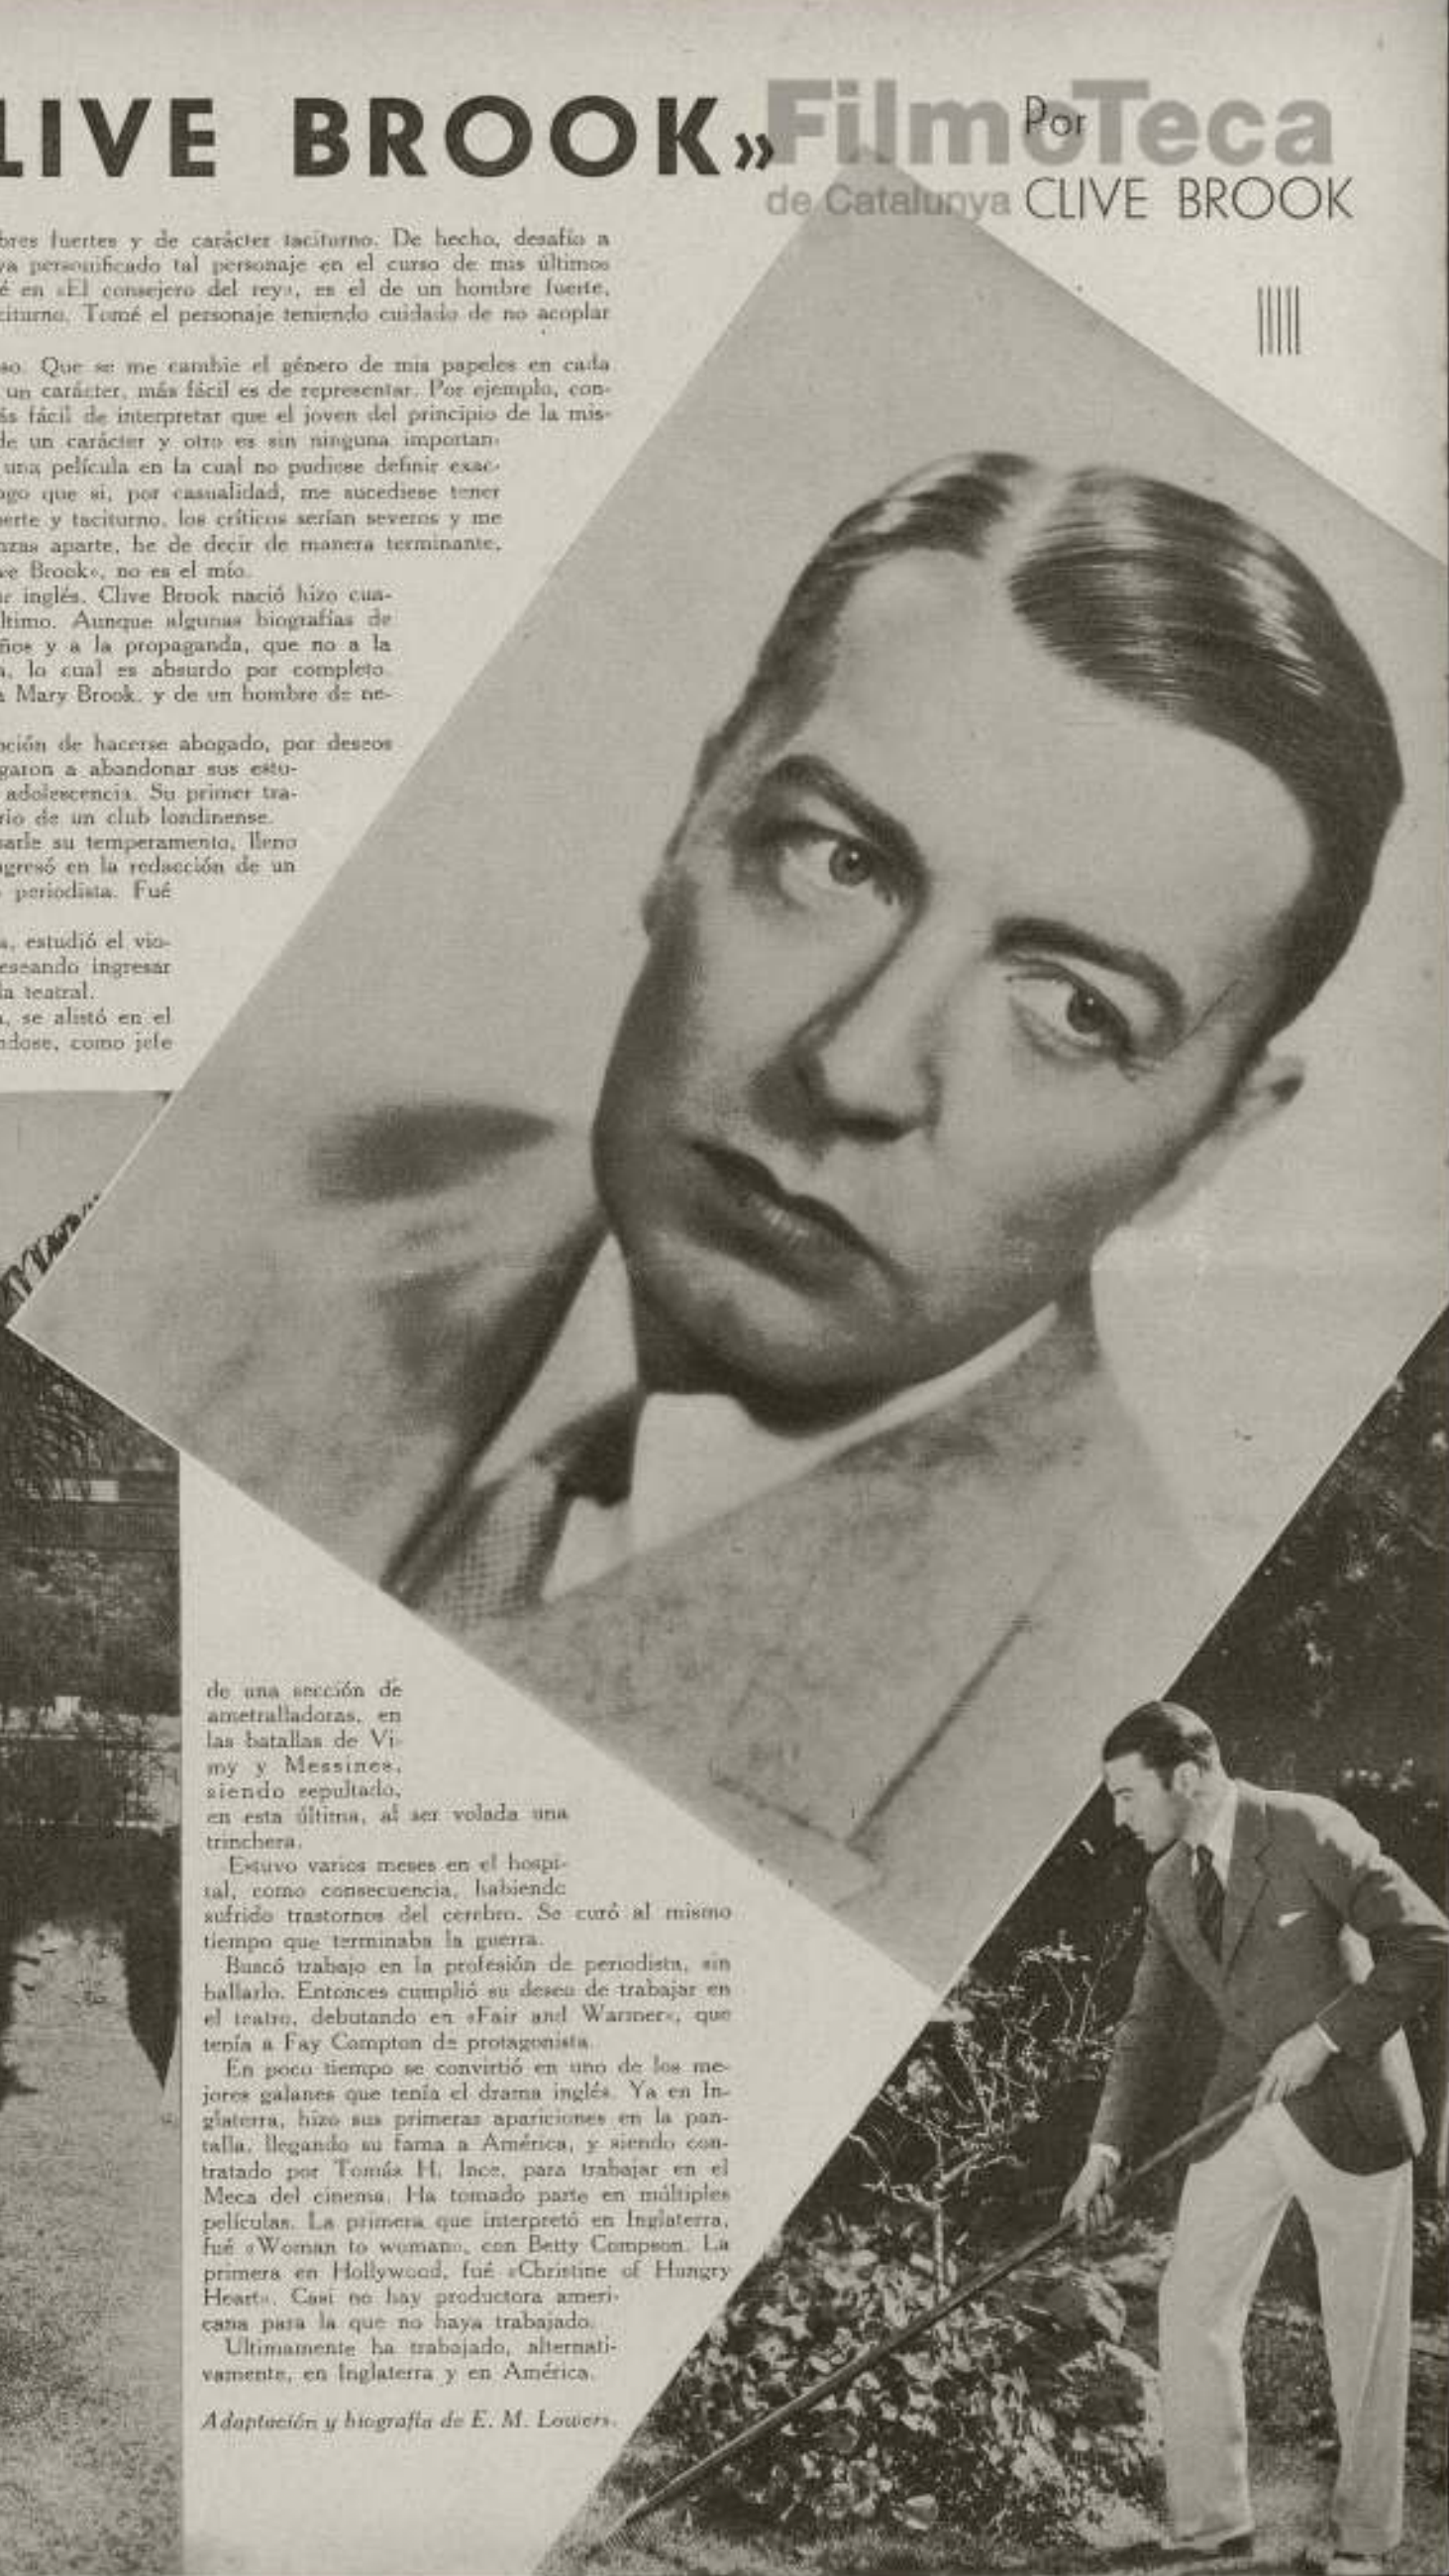 LIVE BROOK»
FilmoTeca
de Catalunya
Por
CLIVE BROOK
bres fuertes y de carácter taciturno. De hecho, desafío a
ya personificado tal personaje en el curso de mis últimos
é en «El consejero del rey», es el de un hombre fuerte,
citurno. Tomé el personaje teniendo cuidado de no acoplar
so. Que se me cambie el género de mis papeles en cada
un carácter, más fácil es de representar. Por ejemplo, con-
ás fácil de interpretar que el joven del principio de la mis-
de un carácter y otro es sin ninguna importan-
una película en la cual no pudiese definir exac-
ago que si, por casualidad, me sucediese tener
uerte y taciturno, los críticos serían severos y me
nzas aparte, he de decir de manera terminante,
ve Brook», no es el mío.
ar inglés. Clive Brook nació hizo cua-
ltimo. Aunque algunas biografías de
ños y a la propaganda, que no a la
a, lo cual es absurdo por completo.
a Mary Brook, y de un hombre de ne-
nción de hacerse abogado, por deseos
garon a abandonar sus estu-
adolescencia. Su primer tra-
rio de un club londinense.
sarle su temperamento, lleno
ngresó en la redacción de un
periodista. Fué
a, estudió el vio-
eseando ingresar
la teatral.
a, se alistó en el
ndose, como jefe
de una sección de
ametralladoras, en
las batallas de Vi-
my y Messines,
siendo sepultado,
en esta última, al ser volada una
trinchera.
Estuvo varios meses en el hospi-
tal, como consecuencia, habiendo
sufrido trastornos del cerebro. Se curó al mismo
tiempo que terminaba la guerra.
Buscó trabajo en la profesión de periodista, sin
hallarlo. Entonces cumplió su deseo de trabajar en
el teatro, debutando en «Fair and Warmer», que
tenía a Fay Compton de protagonista.
En poco tiempo se convirtió en uno de los me-
jores galanes que tenía el drama inglés. Ya en In-
glaterra, hizo sus primeras apariciones en la pan-
talla, llegando su fama a América, y siendo con-
tratado por Tomás H. Ince, para trabajar en el
Meca del cinema. Ha tomado parte en múltiples
películas. La primera que interpretó en Inglaterra,
fué «Woman to woman», con Betty Compson. La
primera en Hollywood, fué «Christine of Hungry
Heart». Casi no hay productora ameri-
cana para la que no haya trabajado.
Ultimamente ha trabajado, alternati-
vamente, en Inglaterra y en América.
Adaptación y biografía de E. M. Lowers.